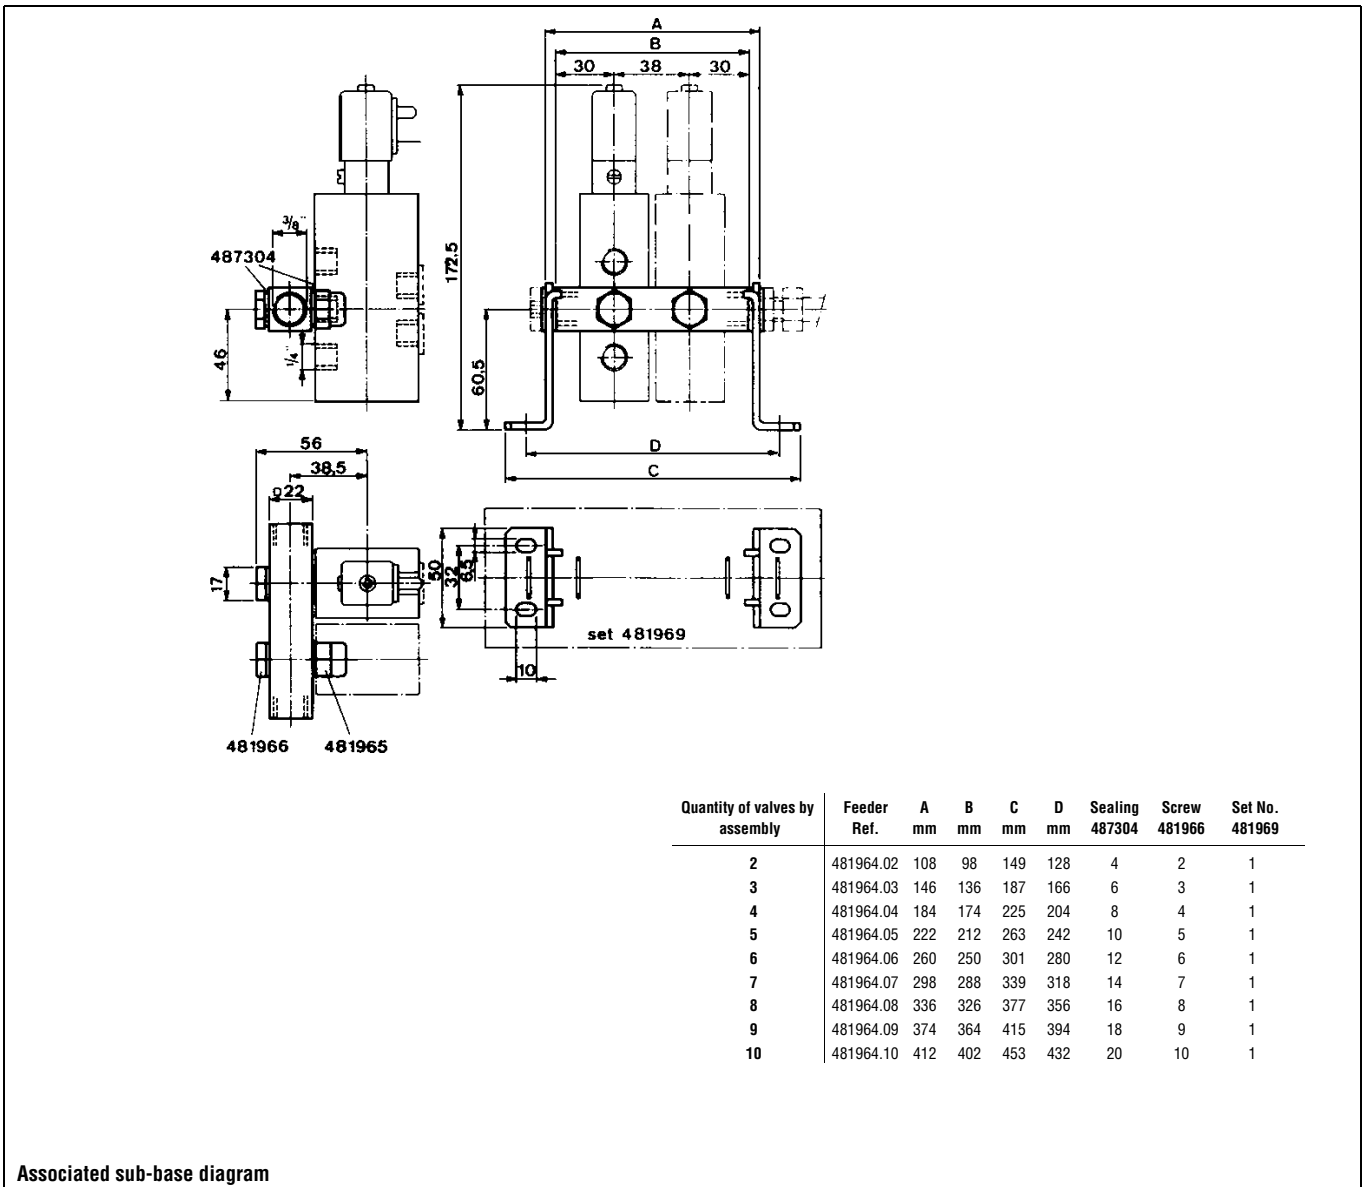 A
B
30 38 30
3/8"
487304
172,5
46
1/4"
60,5
D
C
56
38,5
□22
17
50
32
6,5
set 481969
10
481966 481965
Quantity of valves by assembly Feeder Ref. A mm B mm C mm D mm Sealing 487304 Screw 481966 Set No. 481969
2 481964.02 108 98 149 128 4 2 1
3 481964.03 146 136 187 166 6 3 1
4 481964.04 184 174 225 204 8 4 1
5 481964.05 222 212 263 242 10 5 1
6 481964.06 260 250 301 280 12 6 1
7 481964.07 298 288 339 318 14 7 1
8 481964.08 336 326 377 356 16 8 1
9 481964.09 374 364 415 394 18 9 1
10 481964.10 412 402 453 432 20 10 1
Associated sub-base diagram